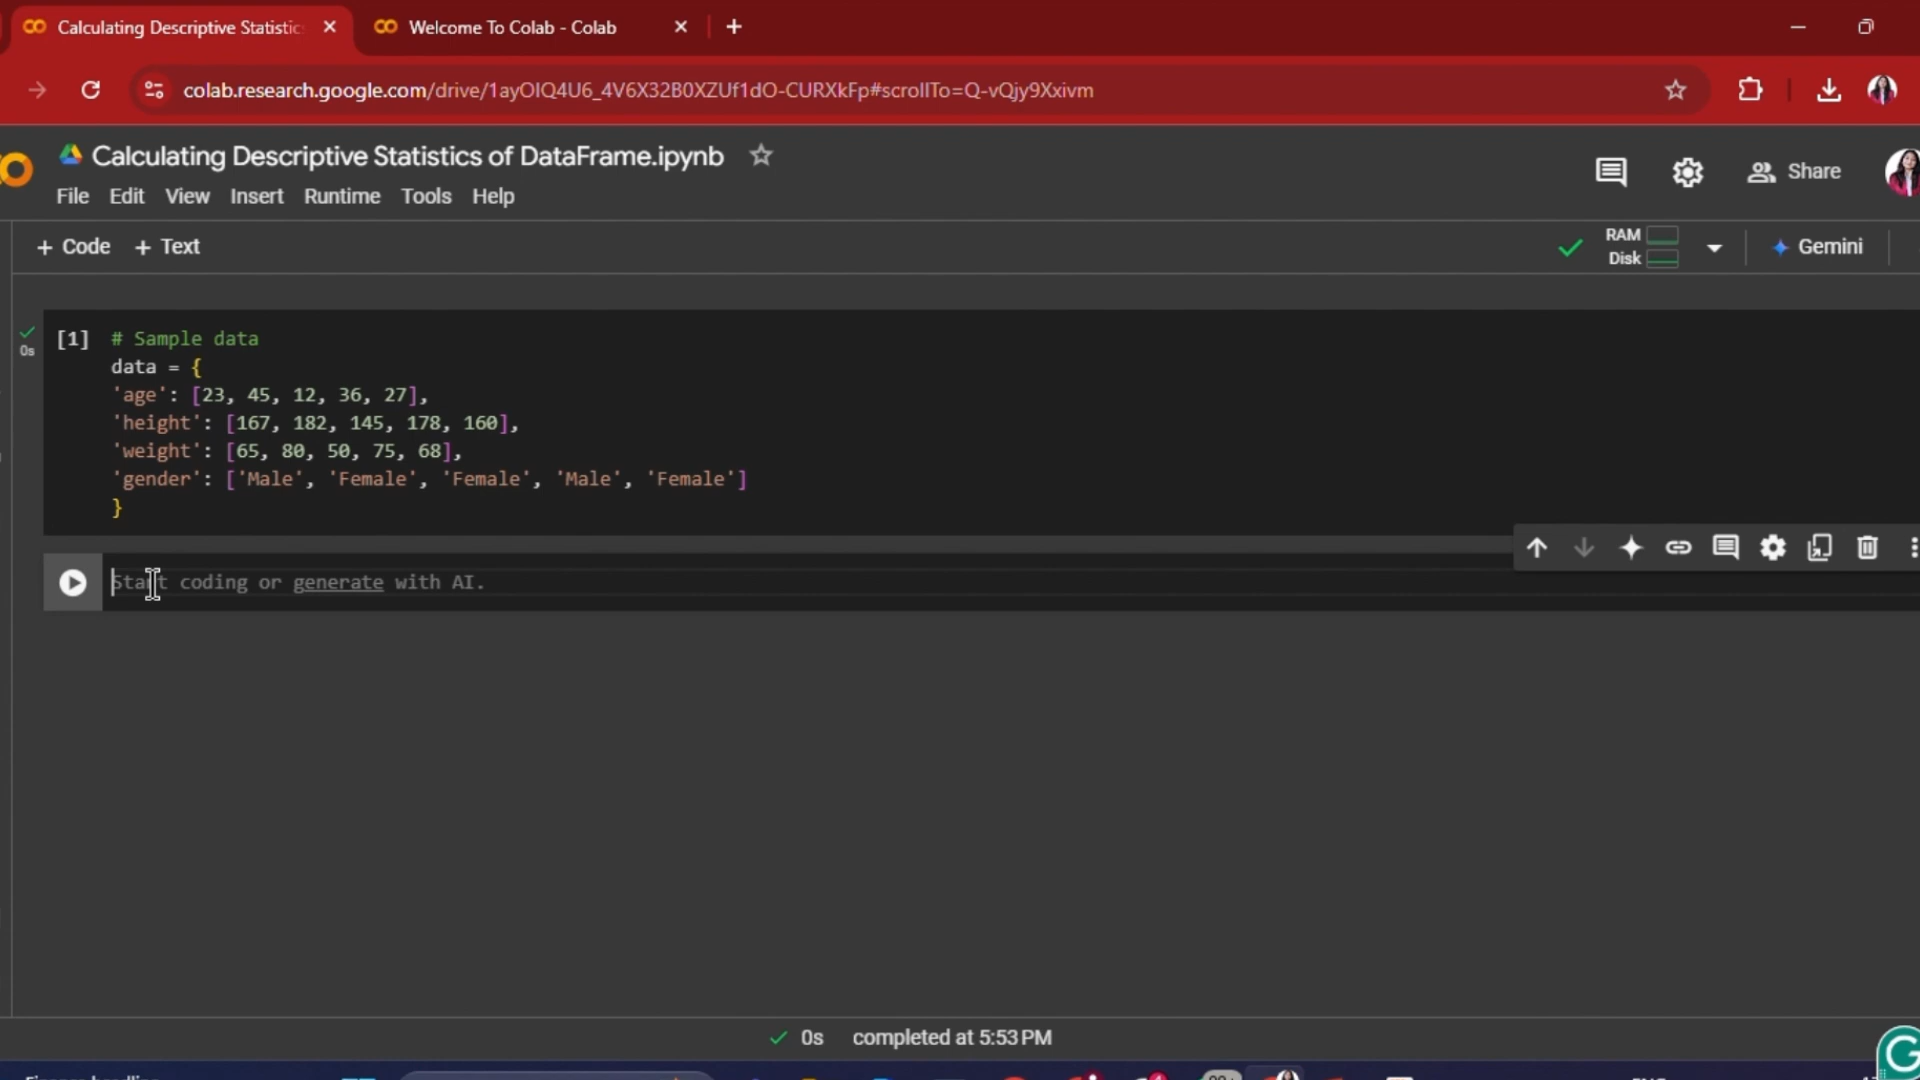 Calculating Descriptive Statistic
Welcome To Colab - Colab
colab.research.google.com/drive/1ayOIQ4U6_4V6X32B0XZUf1dO-CURXkFp#scrollTo=Q-vQjy9Xxivm
Calculating Descriptive Statistics of DataFrame.ipynb
Share
File Edit View Insert Runtime Tools Help
+ Code + Text
RAM
Disk
Gemini
[1] # Sample data
0s
data = {
'age': [23, 45, 12, 36, 27],
'height': [167, 182, 145, 178, 160],
'weight': [65, 80, 50, 75, 68],
'gender': ['Male', 'Female', 'Female', 'Male', 'Female']
}
Start coding or generate with AI.
0s completed at 5:53 PM